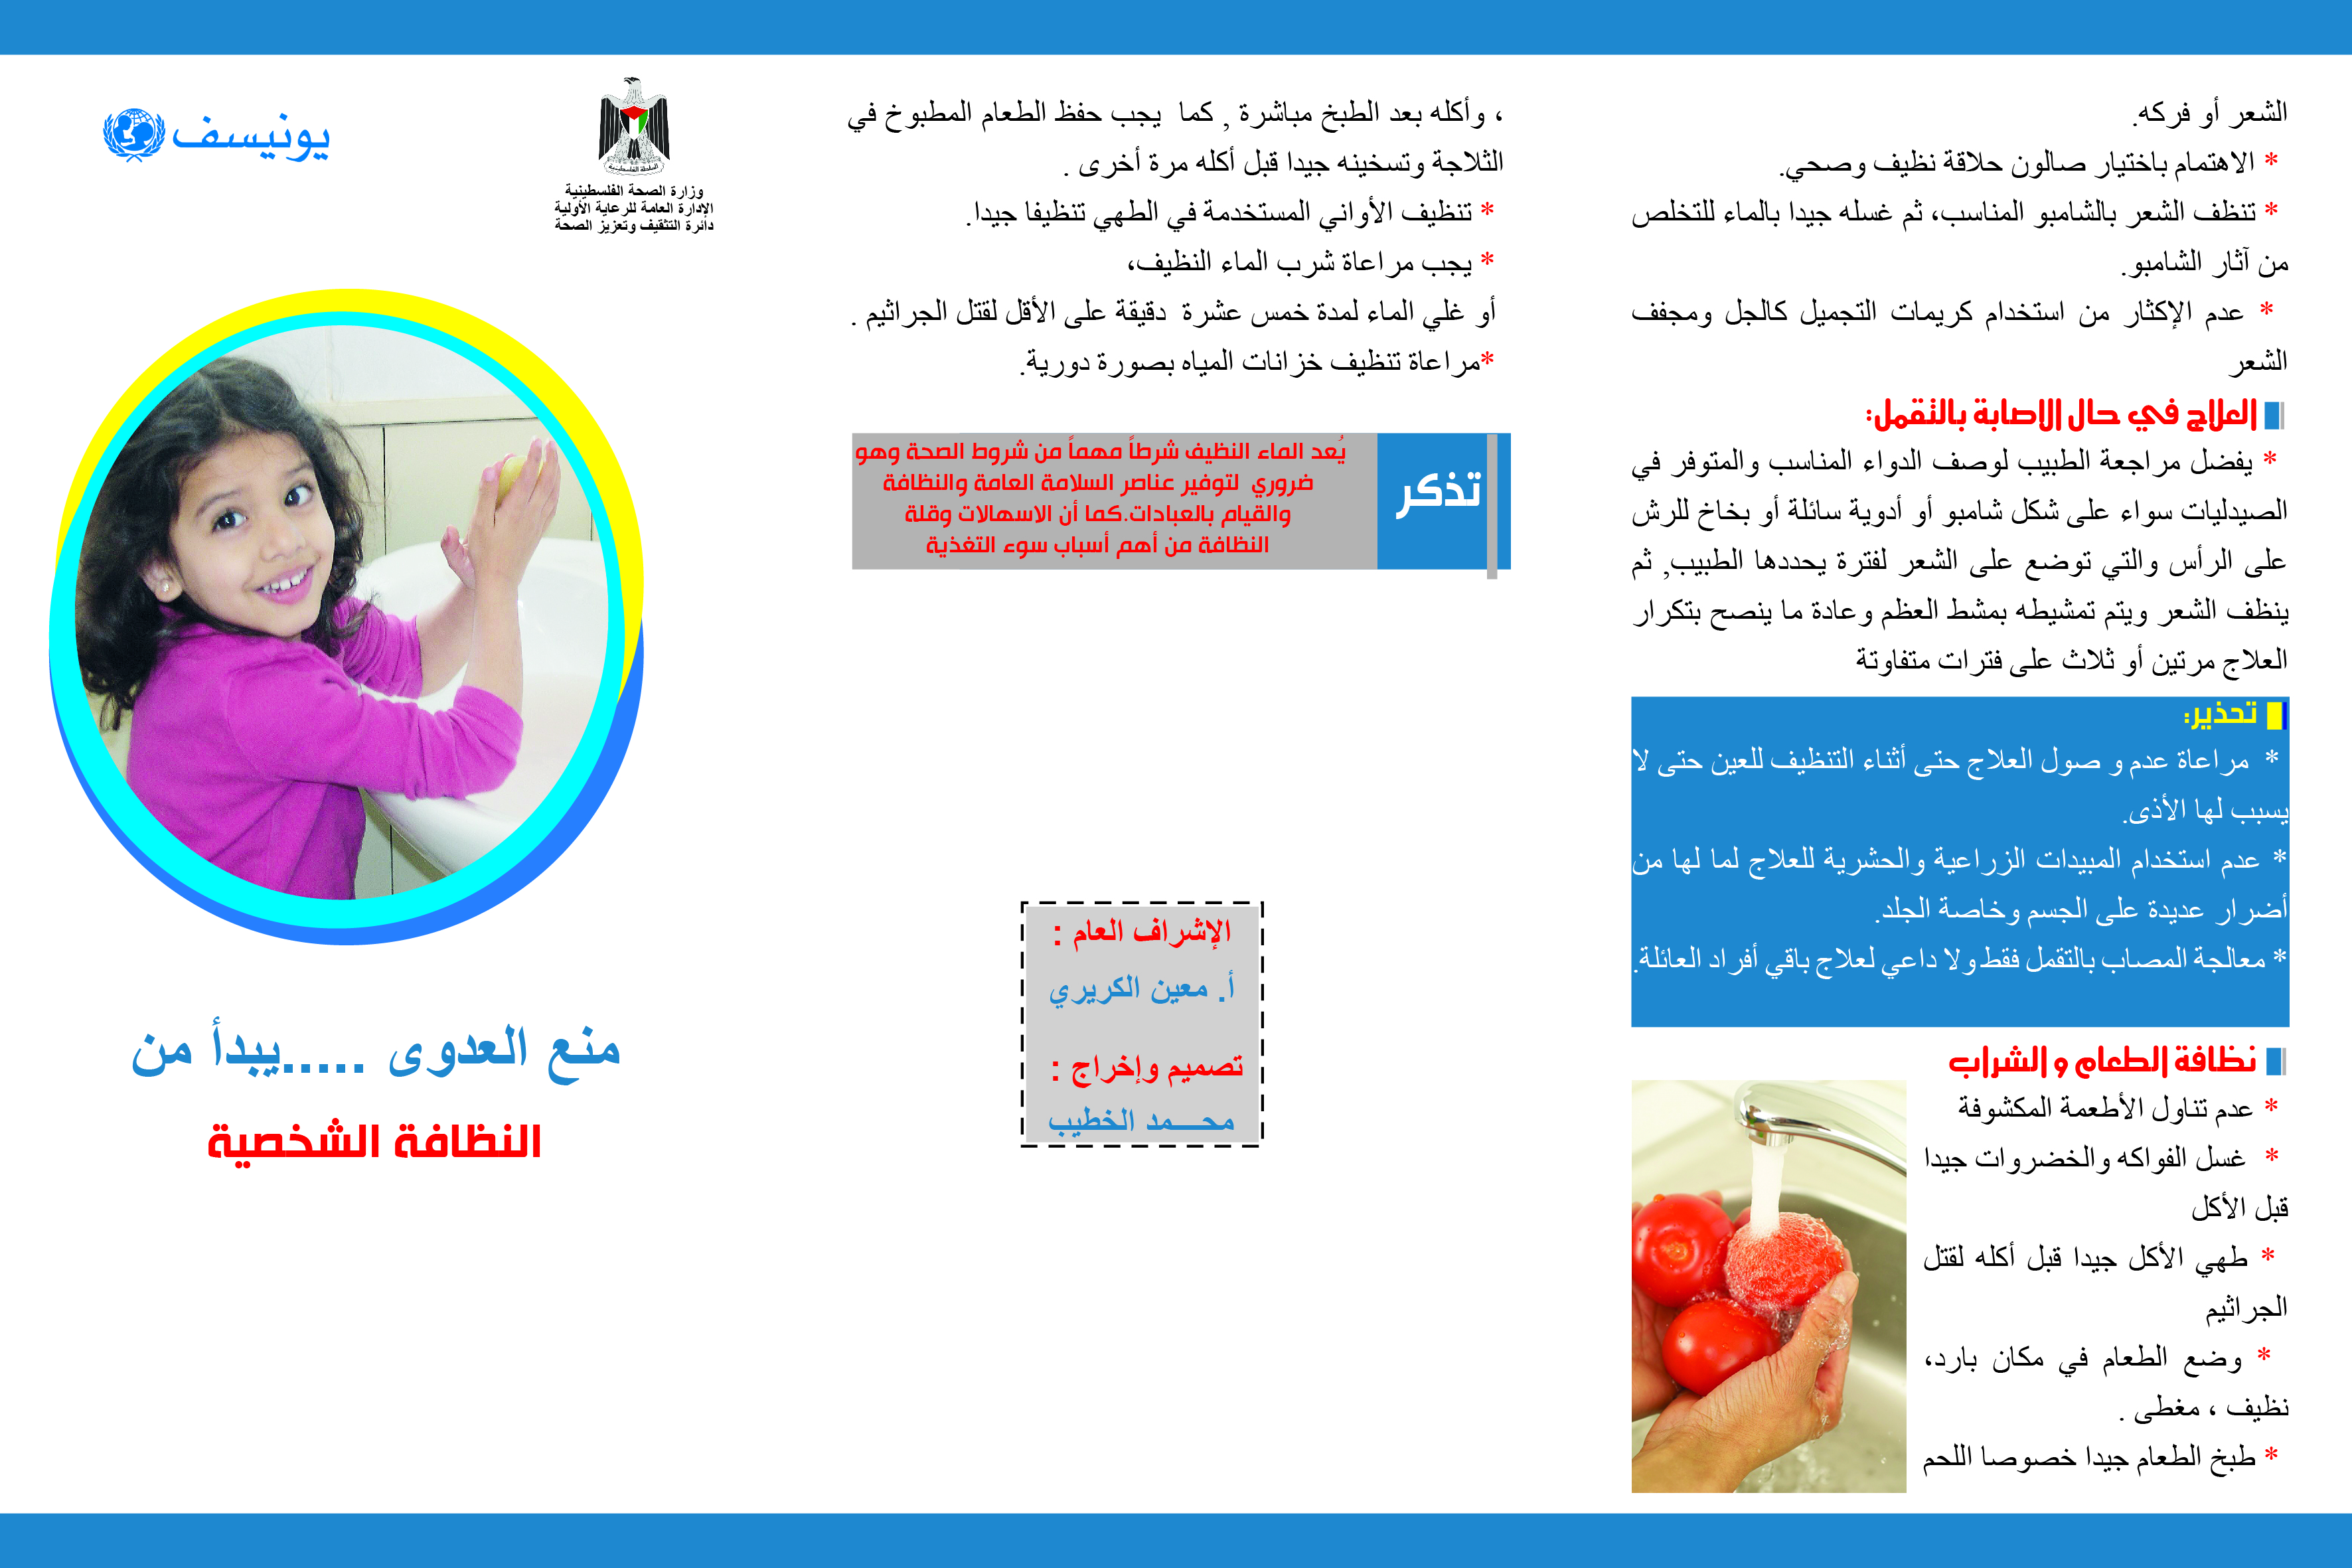 الشعر أو فركه.
* الاهتمام باختيار صالون حلاقة نظيف وصحي.
* تنظف الشعر بالشامبو المناسب، ثم غسله جيدا بالماء للتخلص
من آثار الشامبو.
* عدم الإكثار من استخدام كريمات التجميل كالجل ومجفف
الشعر
العلاج في حال الإصابة بالتقمل:
* يفضل مراجعة الطبيب لوصف الدواء المناسب والمتوفر في
الصيدليات سواء على شكل شامبو أو أدوية سائلة أو بخاخ للرش
على الرأس والتي توضع على الشعر لفترة يحددها الطبيب, ثم
ينظف الشعر ويتم تمشيطه بمشط العظم وعادة ما ينصح بتكرار
العلاج مرتين أو ثلاث على فترات متفاوتة
تحذير:
* مراعاة عدم و صول العلاج حتى أثناء التنظيف للعين حتى لا
يسبب لها الأذى.
* عدم استخدام المبيدات الزراعية والحشرية للعلاج لما لها من
أضرار عديدة على الجسم وخاصة الجلد.
* معالجة المصاب بالتقمل فقط ولا داعي لعلاج باقي أفراد العائلة.
نظافة الطعام و الشراب
* عدم تناول الأطعمة المكشوفة
* غسل الفواكه والخضروات جيدا
قبل الأكل
* طهي الأكل جيدا قبل أكله لقتل
الجراثيم
* وضع الطعام في مكان بارد،
نظيف ، مغطى .
* طبخ الطعام جيدا خصوصا اللحم
، وأكله بعد الطبخ مباشرة , كما يجب حفظ الطعام المطبوخ في
الثلاجة وتسخينه جيدا قبل أكله مرة أخرى .
* تنظيف الأواني المستخدمة في الطهي تنظيفا جيدا.
* يجب مراعاة شرب الماء النظيف،
أو غلي الماء لمدة خمس عشرة دقيقة على الأقل لقتل الجراثيم .
*مراعاة تنظيف خزانات المياه بصورة دورية.
تذكر
يُعد الماء النظيف شرطاً مهماً من شروط الصحة وهو
ضروري لتوفير عناصر السلامة العامة والنظافة
والقيام بالعبادات.كما أن الاسهالات وقلة
النظافة من أهم أسباب سوء التغذية
الإشراف العام :
أ. معين الكريري
تصميم وإخراج :
محـــمد الخطيب
وزارة الصحة الفلسطينية
الإدارة العامة للرعاية الأولية
دائرة التثقيف وتعزيز الصحة
يونيسف
منع العدوى .....يبدأ من
النظافة الشخصية